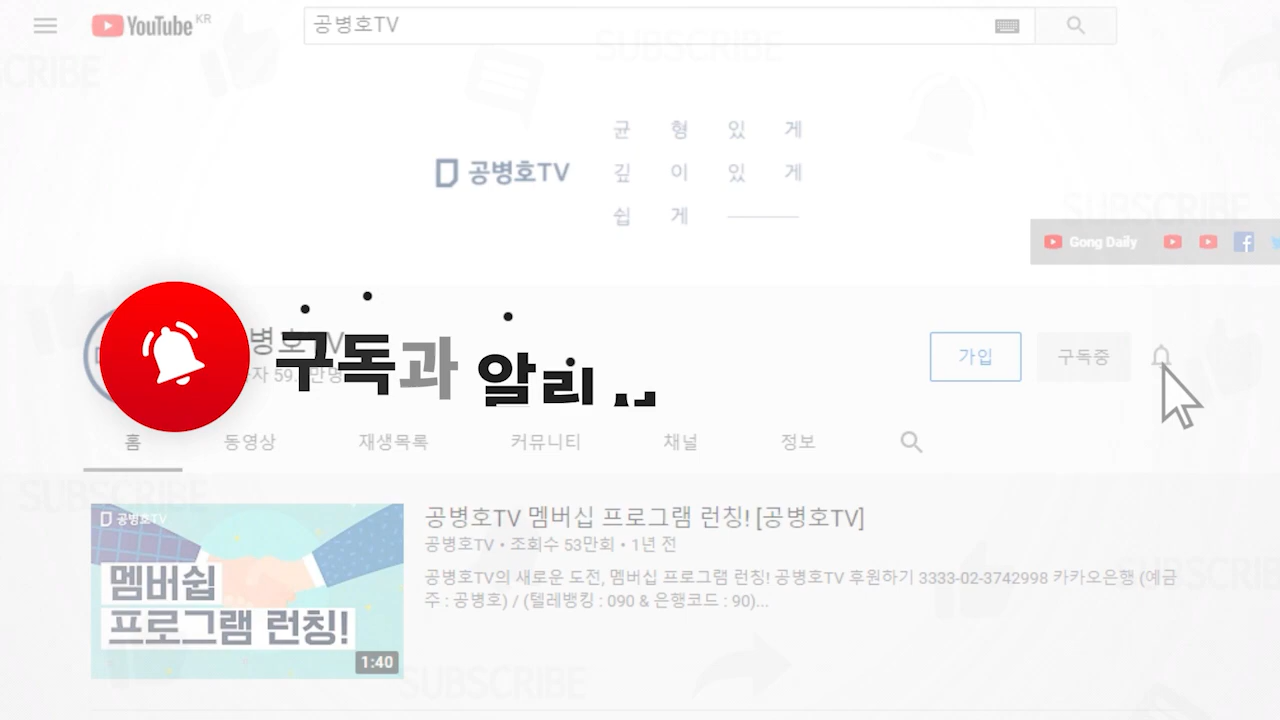 YouTube KR
공병호TV
SUBSCRIBE
SUBSCRIBE
균 형 있 게
공병호TV 깊 이 있 게
쉽 게
SUBSCRIBE
Gong Daily
구독과 알리
가입 구독중
홈 동영상 재생목록 커뮤니티 채널 정보
SUBSCRIBE
공병호TV
멤버쉽
프로그램 런칭!
1:40
공병호TV 멤버십 프로그램 런칭! [공병호TV]
공병호TV • 조회수 53만회 • 1년 전
공병호TV의 새로운 도전, 멤버십 프로그램 런칭! 공병호TV 후원하기 3333-02-3742998 카카오은행 (예금
주 : 공병호) / (텔레뱅킹 : 090 & 은행코드 : 90)...
SUBSCRIBE
SUBSCRIBE